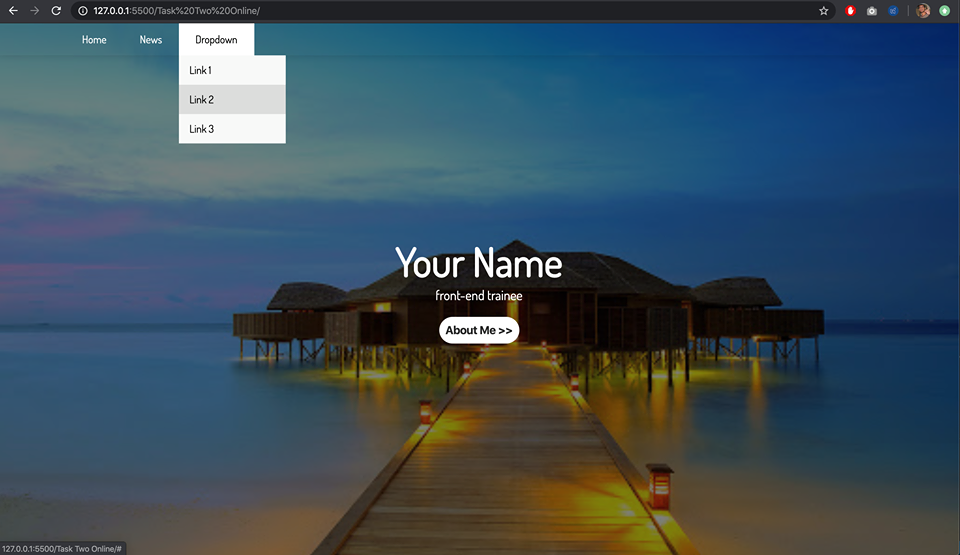 127.0.0.1:5500/Task%20Two%20Online/
Home News Dropdown
Link 1
Link 2
Link 3
Your Name
front-end trainee
About Me >>
127.0.0.1:5500/Task Two Online/#